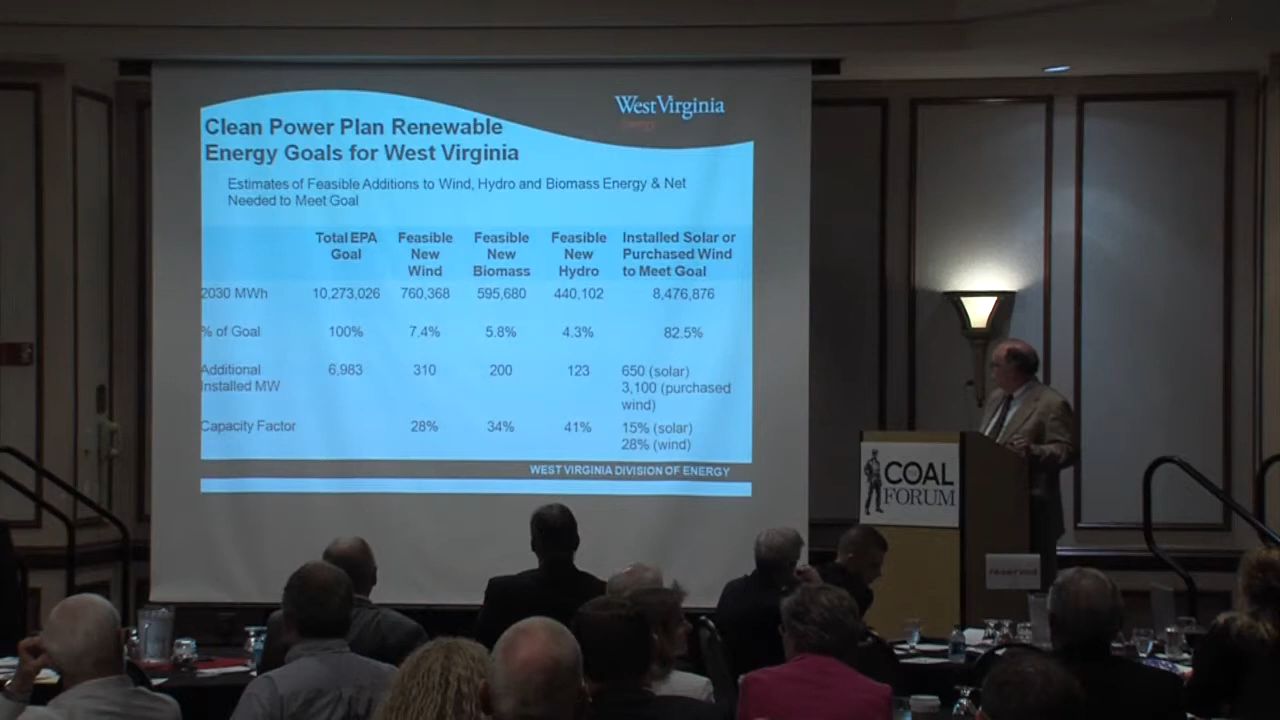 West Virginia
Energy
Clean Power Plan Renewable
Energy Goals for West Virginia
Estimates of Feasible Additions to Wind, Hydro and Biomass Energy & Net
Needed to Meet Goal
Total EPA Goal
Feasible New Wind
Feasible New Biomass
Feasible New Hydro
Installed Solar or Purchased Wind to Meet Goal
2030 MWh 10,273,026 760,368 595,680 440,102 8,476,876
% of Goal 100% 7.4% 5.8% 4.3% 82.5%
Additional Installed MW 6,983 310 200 123 650 (solar) 3,100 (purchased wind)
Capacity Factor 28% 34% 41% 15% (solar) 28% (wind)
WEST VIRGINIA DIVISION OF ENERGY
THE
COAL
FORUM